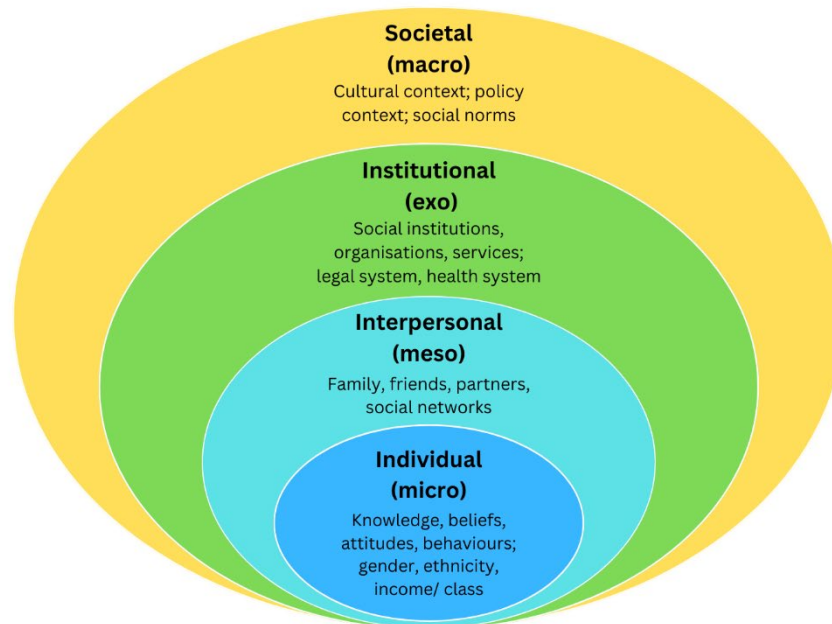 Societal
(macro)
Cultural context; policy
context; social norms
Institutional
(exo)
Social institutions,
organisations, services;
legal system, health system
Interpersonal
(meso)
Family, friends, partners,
social networks
Individual
(micro)
Knowledge, beliefs,
attitudes, behaviours;
gender, ethnicity,
income/ class